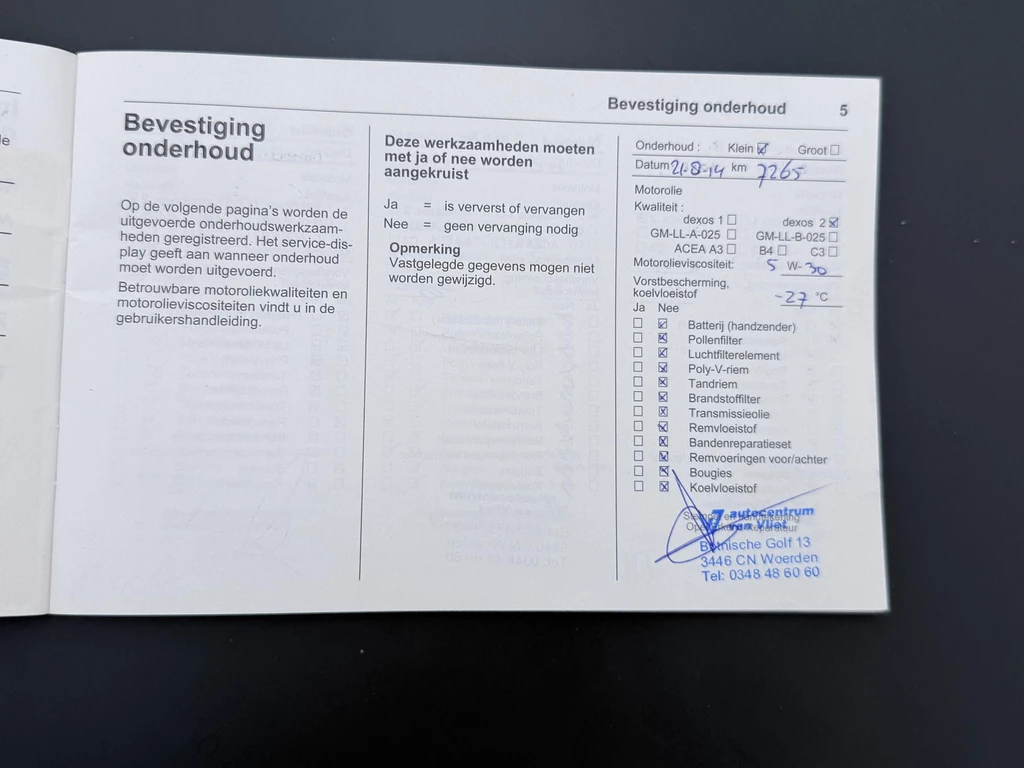 le
Bevestiging onderhoud 5
Bevestiging
onderhoud
Op de volgende pagina's worden de
uitgevoerde onderhoudswerkzaam-
heden geregistreerd. Het service-dis-
play geeft aan wanneer onderhoud
moet worden uitgevoerd.
Betrouwbare motoroliekwaliteiten en
motorolieviscositeiten vindt u in de
gebruikershandleiding.
Deze werkzaamheden moeten
met ja of nee worden
aangekruist
Ja = is ververst of vervangen
Nee = geen vervanging nodig
Opmerking
Vastgelegde gegevens mogen niet
worden gewijzigd.
Onderhoud : Klein ☒ Groot ☐
Datum 21-8-14 km 7265
Motorolie
Kwaliteit :
dexos 1 ☐ dexos 2 ☒
GM-LL-A-025 ☐ GM-LL-B-025 ☐
ACEA A3 ☐ B4 ☐ C3 ☐
Motorolieviscositeit: 5 W-30
Vorstbescherming,
koelvloeistof -27 °C
Ja Nee
☐ ☒ Batterij (handzender)
☐ ☒ Pollenfilter
☐ ☒ Luchtfilterelement
☐ ☒ Poly-V-riem
☐ ☒ Tandriem
☐ ☒ Brandstoffilter
☐ ☒ Transmissieolie
☐ ☒ Remvloeistof
☐ ☒ Bandenreparatieset
☐ ☒ Remvoeringen voor/achter
☐ ☒ Bougies
☐ ☒ Koelvloeistof
autocentrum
van Vliet
Botnische Golf 13
3446 CN Woerden
Tel: 0348 48 60 60